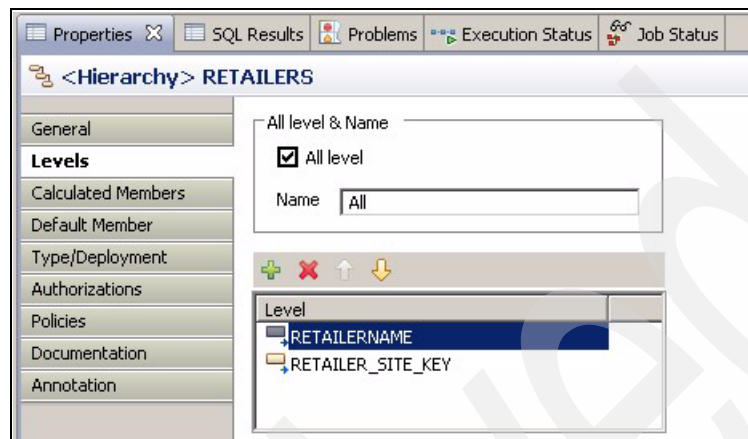 Properties SQL Results Problems Execution Status Job Status
<Hierarchy> RETAILERS
General
Levels
Calculated Members
Default Member
Type/Deployment
Authorizations
Policies
Documentation
Annotation
All level & Name
All level
Name All
Level
RETAILERNAME
RETAILER_SITE_KEY